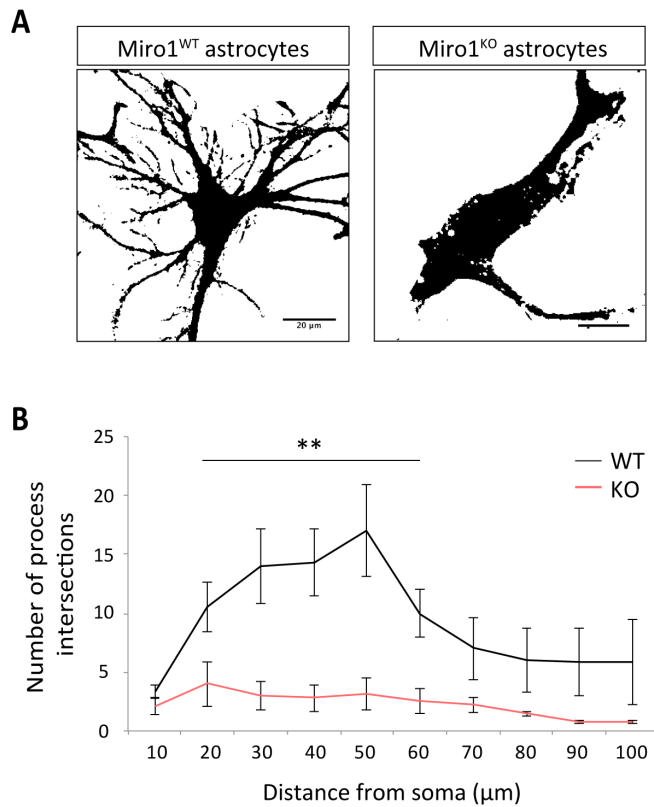 A
Miro1WT astrocytes
Miro1KO astrocytes
20 µm
B
Number of process
intersections
25
20
15
10
5
0
**
WT
KO
10 20 30 40 50 60 70 80 90 100
Distance from soma (µm)